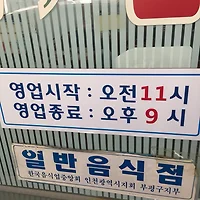 영업시작 : 오전11시
영업종료 : 오후 9 시
일반음식점
한국음식업중앙회 인천광역시지회 부평구지부